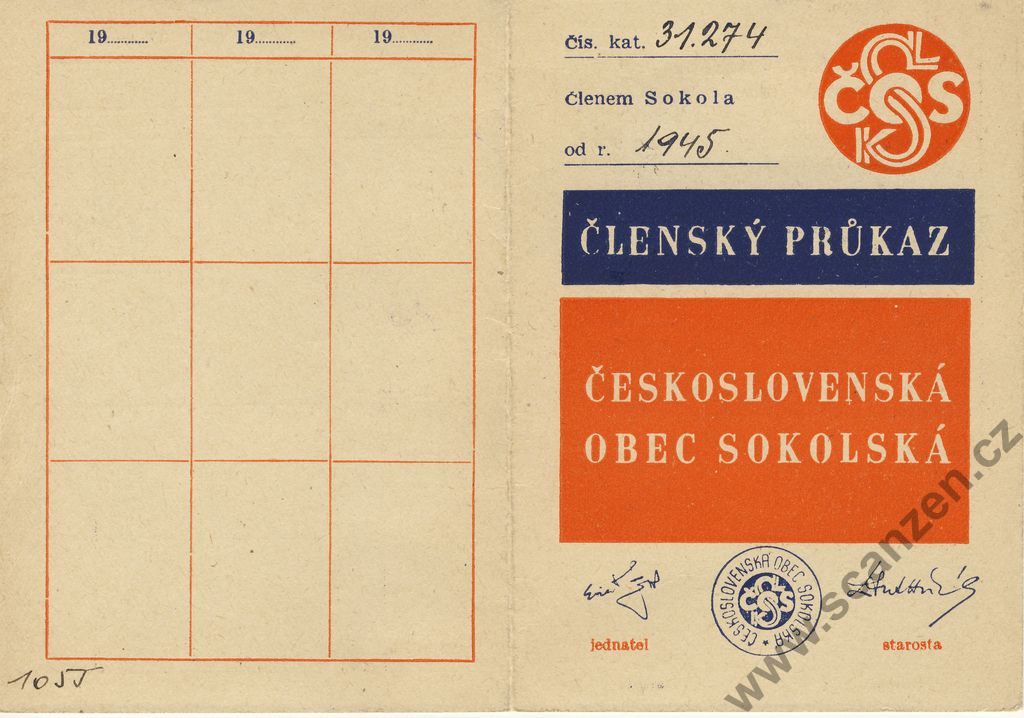 19............ 19............ 19............
105T
Čís. kat. 31.274
Členem Sokola
od r. 1945.
ČLENSKÝ PRŮKAZ
ČESKOSLOVENSKÁ
OBEC SOKOLSKÁ
ČESKOSLOVENSKÁ OBEC SOKOLSKÁ
jednatel
starosta
www.scanzen.cz